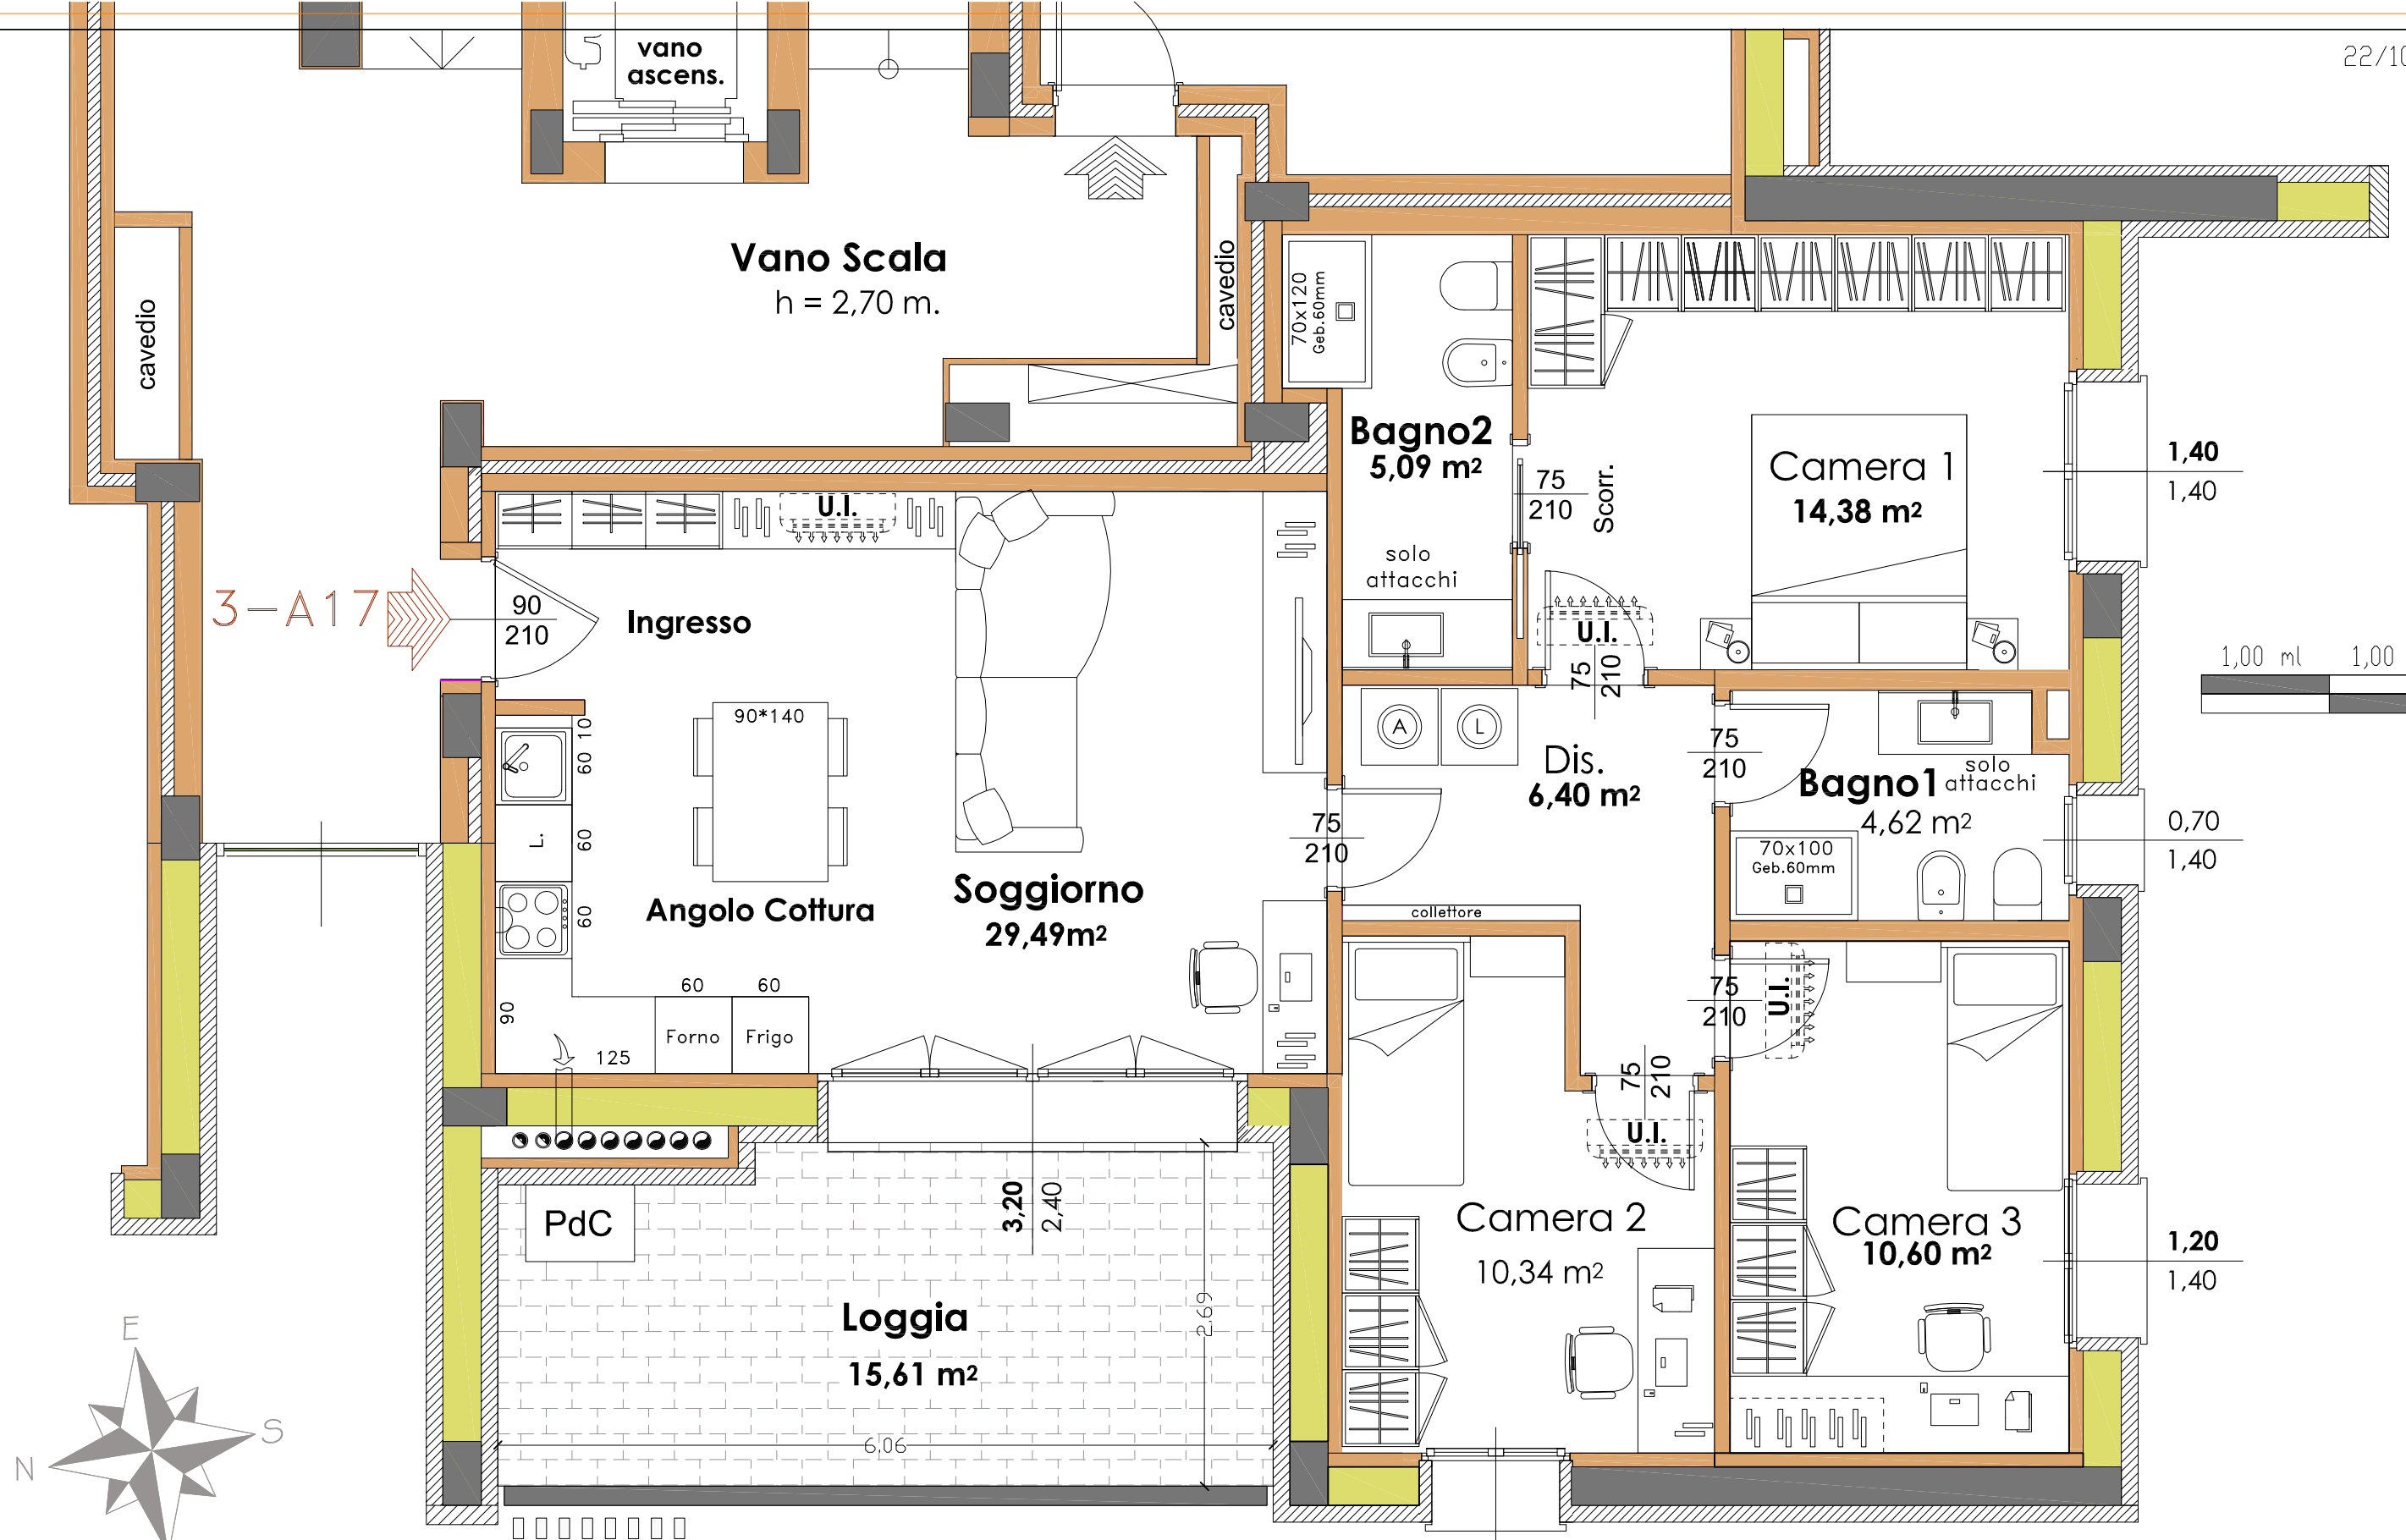 vano
ascens.
22/10
Vano Scala
h = 2,70 m.
cavedio
cavedio
70x120
Geb.60mm
Bagno2
5,09 m²
75
210
Scorr.
Camera 1
14,38 m²
1,40
1,40
solo
attacchi
U.I.
3-A17
90
210
Ingresso
U.I.
75
210
1,00 ml
1,00
90*140
10
60
60
60
L.
A
L
Dis.
6,40 m²
75
210
Bagno1
4,62 m²
solo
attacchi
0,70
1,40
75
210
70x100
Geb.60mm
Angolo Cottura
Soggiorno
29,49m²
collettore
60
60
90
Forno
Frigo
125
75
210
U.I.
75
210
U.I.
PdC
3,20
2,40
2.69
Camera 2
10,34 m²
Camera 3
10,60 m²
1,20
1,40
Loggia
15,61 m²
6.06
E
S
N